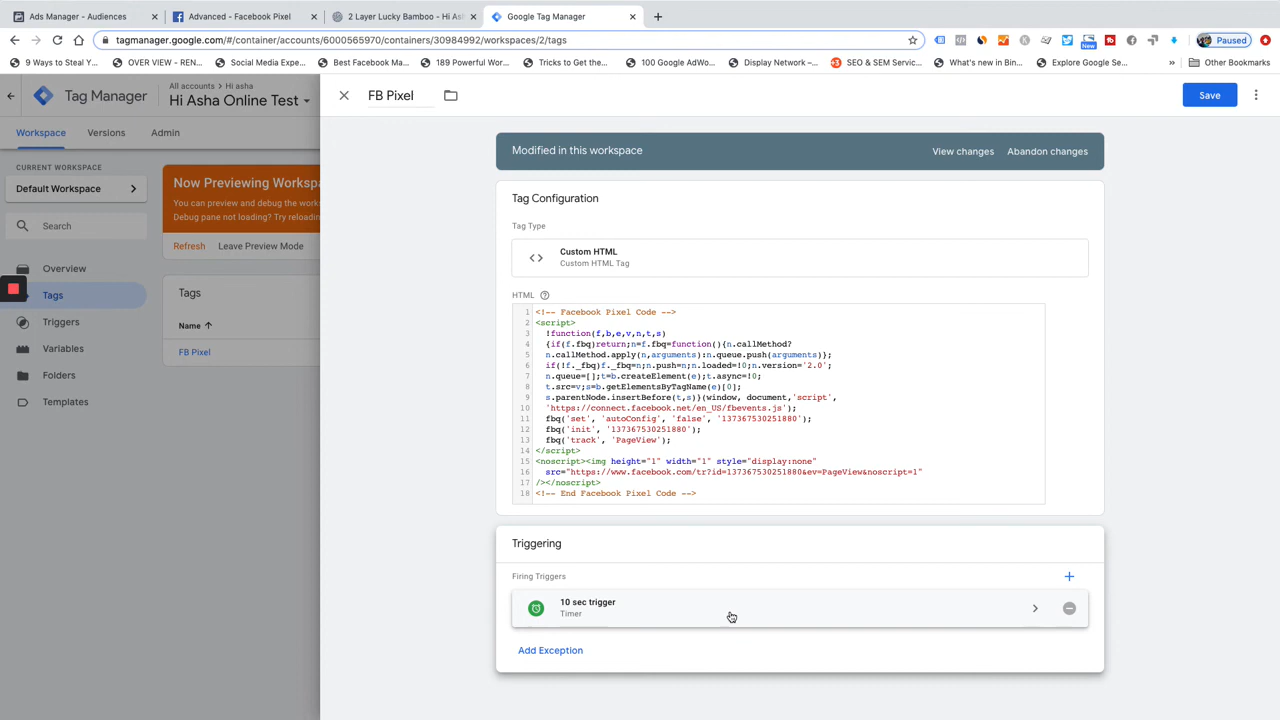 Ads Manager - Audiences
Advanced - Facebook Pixel
2 Layer Lucky Bamboo - Hi Ash
Google Tag Manager
tagmanager.google.com/#/container/accounts/6000565970/containers/30984992/workspaces/2/tags
New
Paused
9 Ways to Steal Y...
OVER VIEW - REN...
Social Media Expe...
Best Facebook Ma...
189 Powerful Wor...
Tricks to Get the...
100 Google AdWo...
Display Network –...
SEO & SEM Servic...
What's new in Bin...
Explore Google Se...
»
Other Bookmarks
Tag Manager
All accounts > Hi asha
Hi Asha Online Test
FB Pixel
Save
Workspace
Versions
Admin
CURRENT WORKSPACE
Default Workspace
Search
Overview
Tags
Triggers
Variables
Folders
Templates
Now Previewing Workspa
You can preview and debug the works
Debug pane not loading? Try reloading
Refresh
Leave Preview Mode
Tags
Name
FB Pixel
Modified in this workspace
View changes
Abandon changes
Tag Configuration
Tag Type
<> Custom HTML
Custom HTML Tag
HTML ?
1 <!-- Facebook Pixel Code -->
2 <script>
3 !function(f,b,e,v,n,t,s)
4 {if(f.fbq)return;n=f.fbq=function(){n.callMethod?
5 n.callMethod.apply(n,arguments):n.queue.push(arguments)};
6 if(!f._fbq)f._fbq=n;n.push=n;n.loaded=!0;n.version='2.0';
7 n.queue=[];t=b.createElement(e);t.async=!0;
8 t.src=v;s=b.getElementsByTagName(e)[0];
9 s.parentNode.insertBefore(t,s)}(window, document,'script',
10 'https://connect.facebook.net/en_US/fbevents.js');
11 fbq('set', 'autoConfig', 'false', '137367530251880');
12 fbq('init', '137367530251880');
13 fbq('track', 'PageView');
14 </script>
15 <noscript><img height="1" width="1" style="display:none"
16 src="https://www.facebook.com/tr?id=137367530251880&ev=PageView&noscript=1"
17 /></noscript>
18 <!-- End Facebook Pixel Code -->
Triggering
Firing Triggers
10 sec trigger
Timer
Add Exception